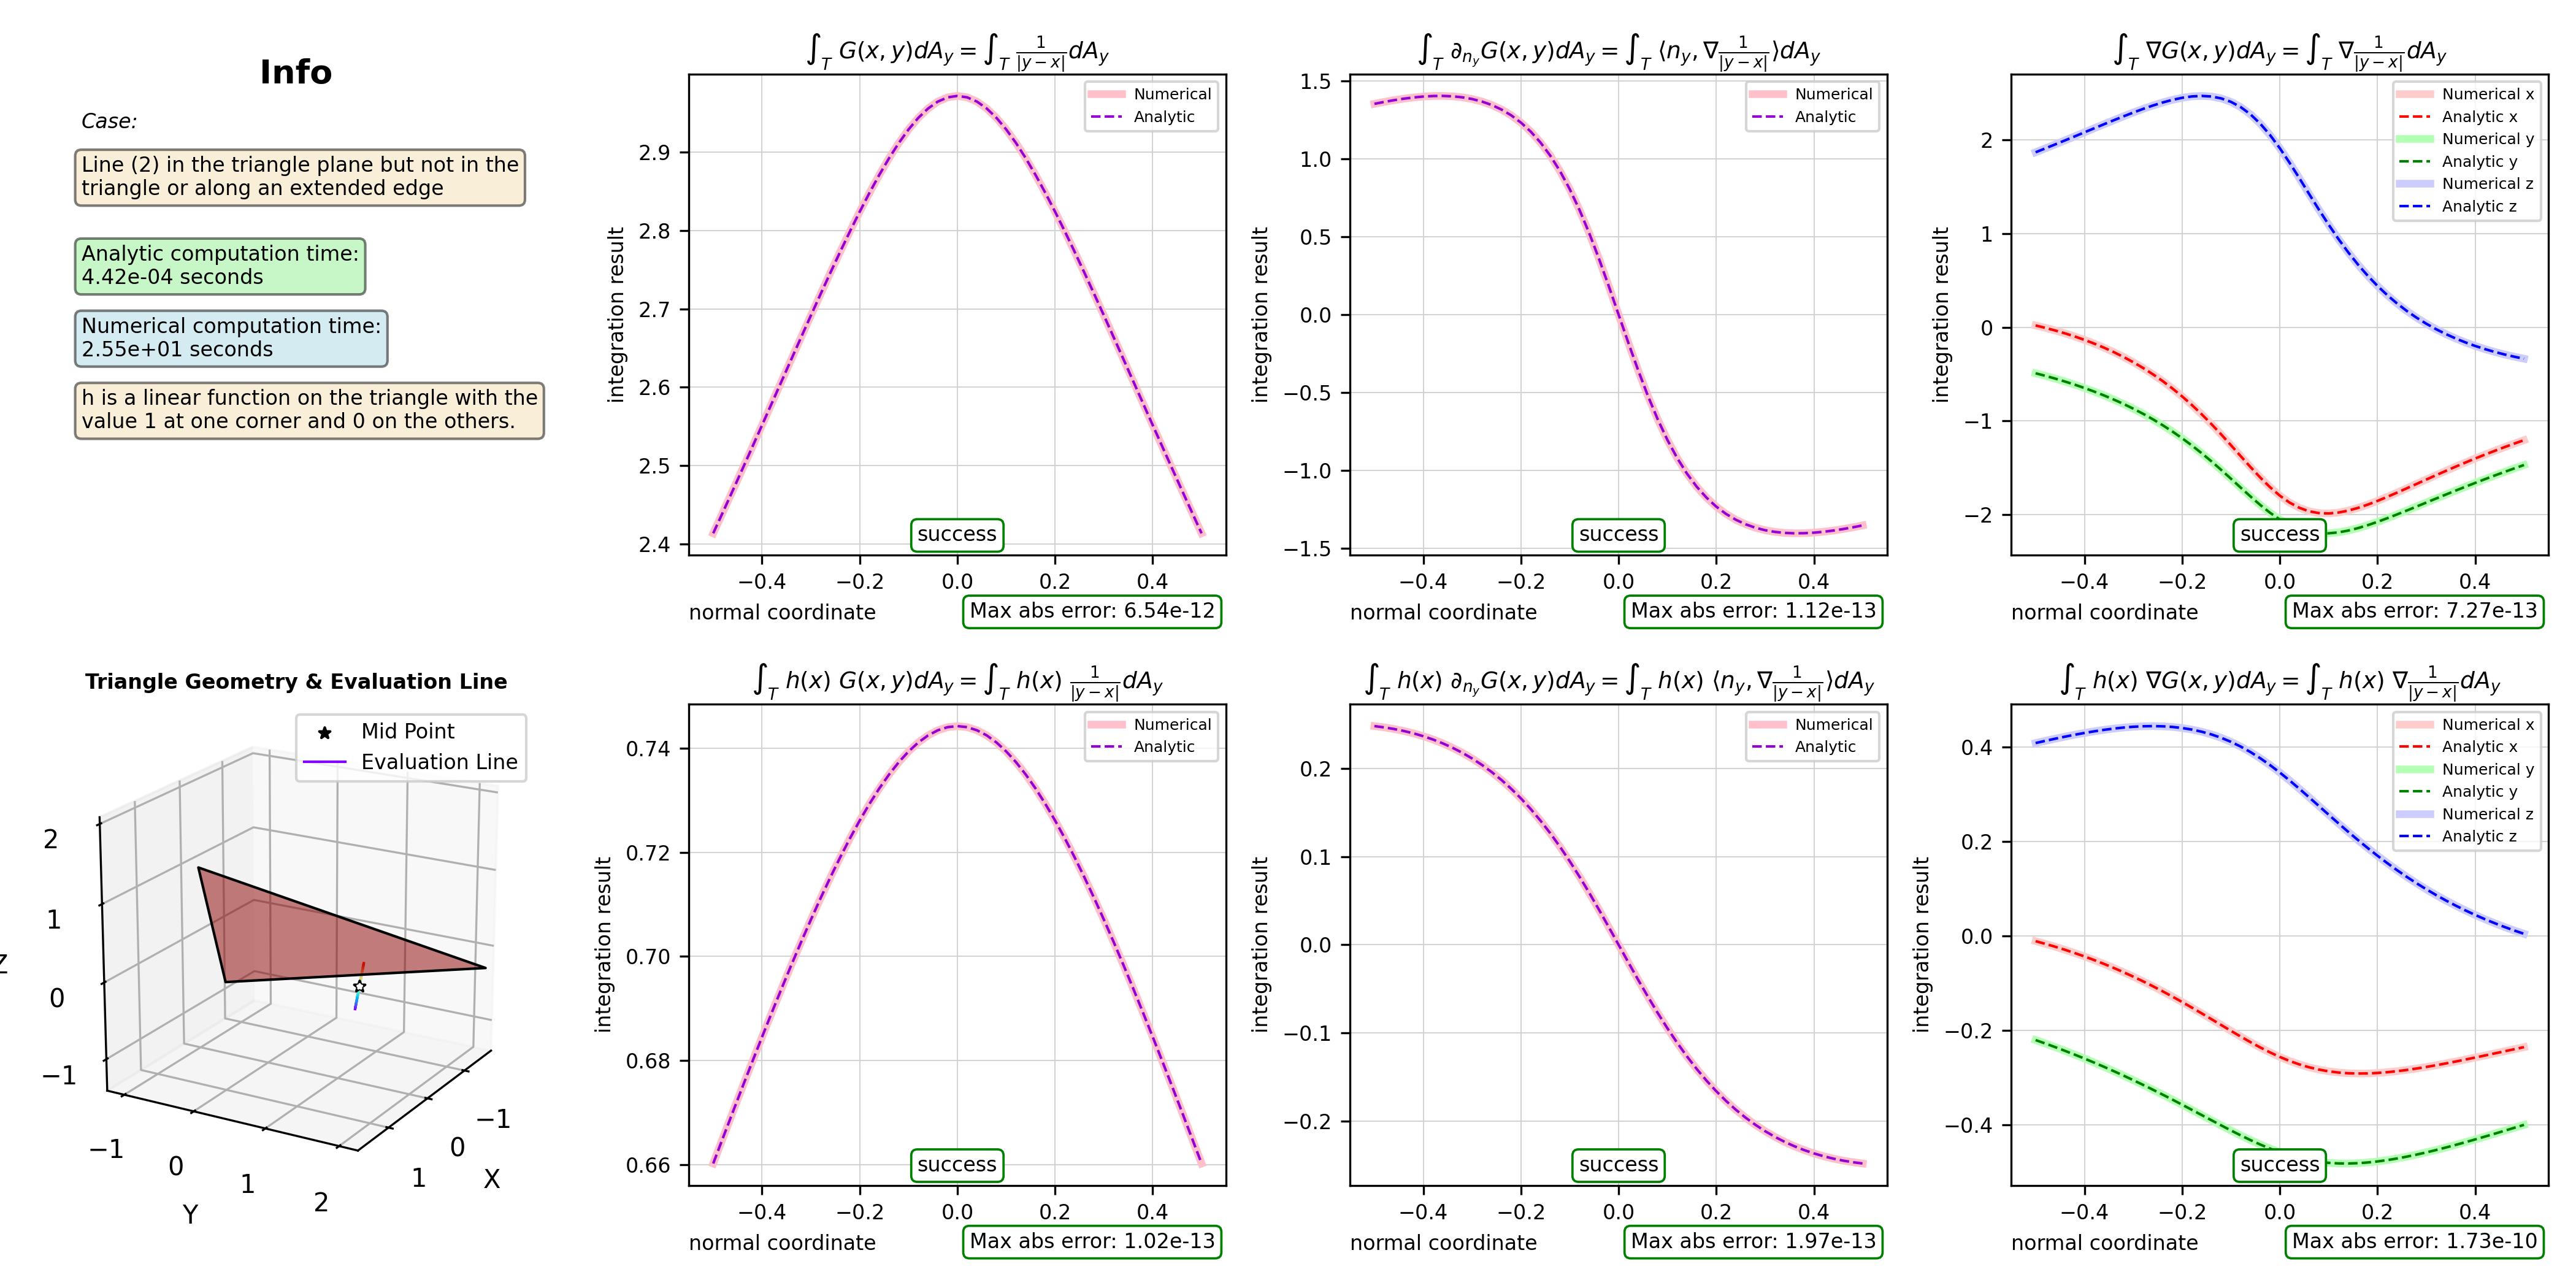 Info
Case:
Line (2) in the triangle plane but not in the
triangle or along an extended edge
Analytic computation time:
4.42e-04 seconds
Numerical computation time:
2.55e+01 seconds
h is a linear function on the triangle with the
value 1 at one corner and 0 on the others.
∫_T G(x, y)dA_y = ∫_T 1/|y−x| dA_y
Numerical
Analytic
integration result
2.9
2.8
2.7
2.6
2.5
2.4
success
−0.4 −0.2 0.0 0.2 0.4
normal coordinate
Max abs error: 6.54e-12
∫_T ∂_{n_y}G(x, y)dA_y = ∫_T ⟨n_y, ∇ 1/|y−x|⟩dA_y
Numerical
Analytic
integration result
1.5
1.0
0.5
0.0
−0.5
−1.0
−1.5
success
−0.4 −0.2 0.0 0.2 0.4
normal coordinate
Max abs error: 1.12e-13
∫_T ∇G(x, y)dA_y = ∫_T ∇ 1/|y−x| dA_y
Numerical x
Analytic x
Numerical y
Analytic y
Numerical z
Analytic z
integration result
2
1
0
−1
−2
success
−0.4 −0.2 0.0 0.2 0.4
normal coordinate
Max abs error: 7.27e-13
Triangle Geometry & Evaluation Line
Mid Point
Evaluation Line
2
1
0
−1
Z
−1
0
1
2
Y
−1
0
1
X
∫_T h(x) G(x, y)dA_y = ∫_T h(x) 1/|y−x| dA_y
Numerical
Analytic
integration result
0.74
0.72
0.70
0.68
0.66
success
−0.4 −0.2 0.0 0.2 0.4
normal coordinate
Max abs error: 1.02e-13
∫_T h(x) ∂_{n_y}G(x, y)dA_y = ∫_T h(x) ⟨n_y, ∇ 1/|y−x|⟩dA_y
Numerical
Analytic
integration result
0.2
0.1
0.0
−0.1
−0.2
success
−0.4 −0.2 0.0 0.2 0.4
normal coordinate
Max abs error: 1.97e-13
∫_T h(x) ∇G(x, y)dA_y = ∫_T h(x) ∇ 1/|y−x| dA_y
Numerical x
Analytic x
Numerical y
Analytic y
Numerical z
Analytic z
integration result
0.4
0.2
0.0
−0.2
−0.4
success
−0.4 −0.2 0.0 0.2 0.4
normal coordinate
Max abs error: 1.73e-10